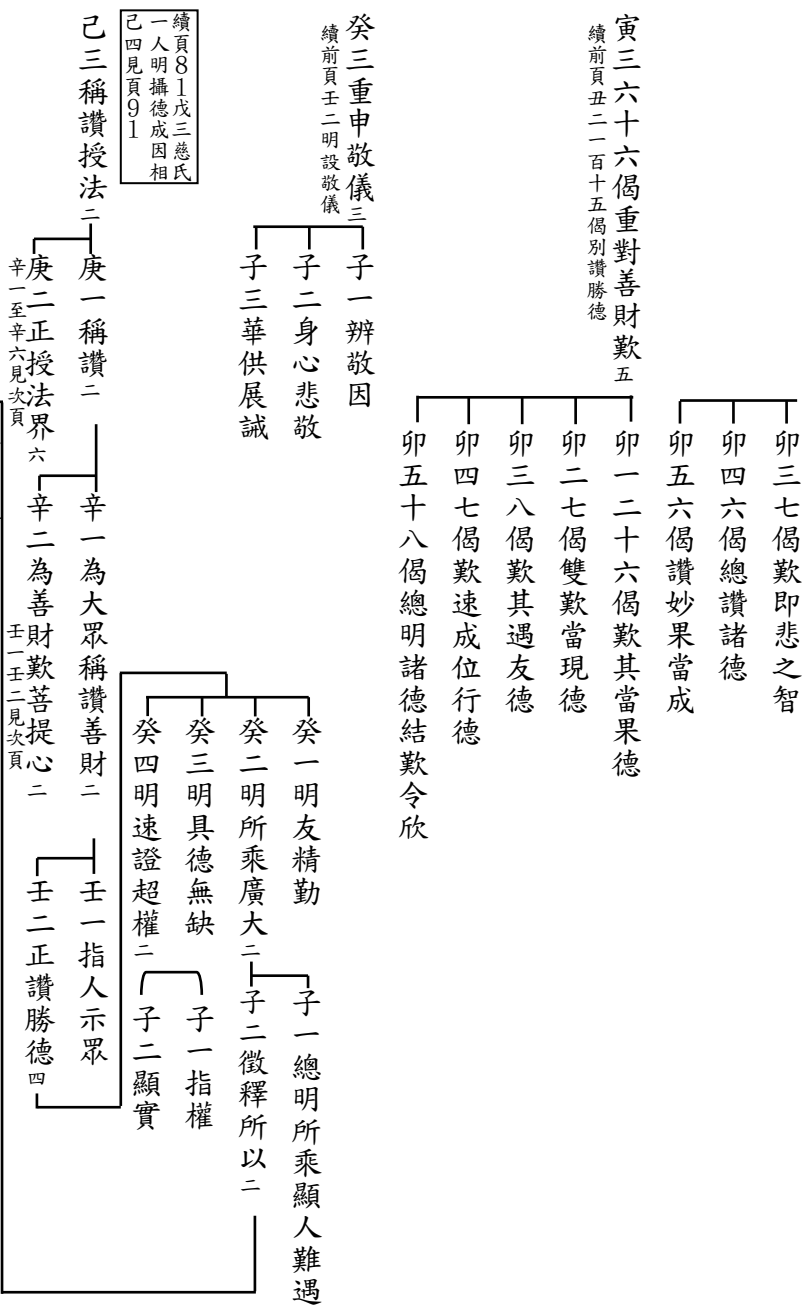 卯三七偈歎即悲之智
卯四六偈總讚諸德
卯五六偈讚妙果當成
寅三六十六偈重對善財歎五
續前頁丑二一百十五偈別讚勝德
卯一二十六偈歎其當果德
卯二七偈雙歎當現德
卯三八偈歎其遇友德
卯四七偈歎速成位行德
卯五十八偈總明諸德結歎令欣
癸三重申敬儀三
續前頁壬二明設敬儀
子一辨敬因
子二身心悲敬
子三華供展誠
續頁81戊三慈氏
一人明攝德成因相
己四見頁91
己三稱讚授法二
庚一稱讚二
庚二正授法界六
辛一至辛六見次頁
辛一為大眾稱讚善財二
辛二為善財歎菩提心二
壬一壬二見次頁
壬一指人示眾
壬二正讚勝德四
癸一明友精勤
癸二明所乘廣大二
癸三明具德無缺
癸四明速證超權二
子一總明所乘顯人難遇
子二徵釋所以二
子一指權
子二顯實